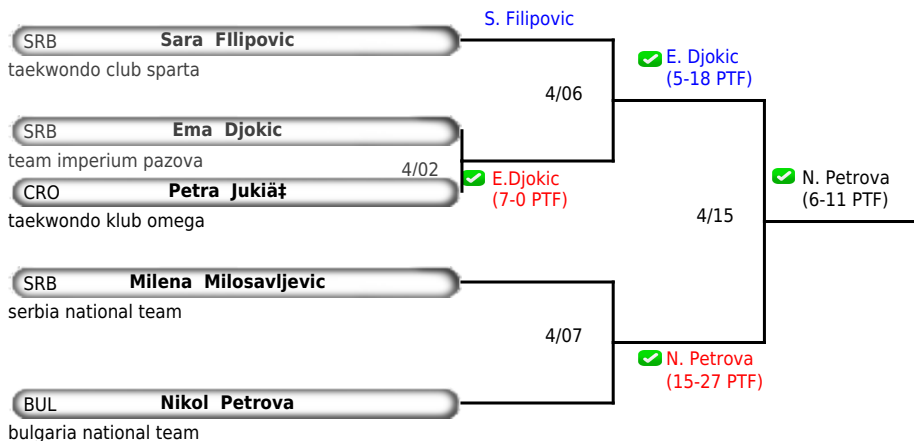 S. Filipovic
SRB Sara FIlipovic
taekwondo club sparta
E. Djokic
(5-18 PTF)
4/06
SRB Ema Djokic
team imperium pazova
4/02
E.Djokic
(7-0 PTF)
CRO Petra Jukiä‡
taekwondo klub omega
N. Petrova
(6-11 PTF)
4/15
SRB Milena Milosavljevic
serbia national team
4/07
N. Petrova
(15-27 PTF)
BUL Nikol Petrova
bulgaria national team